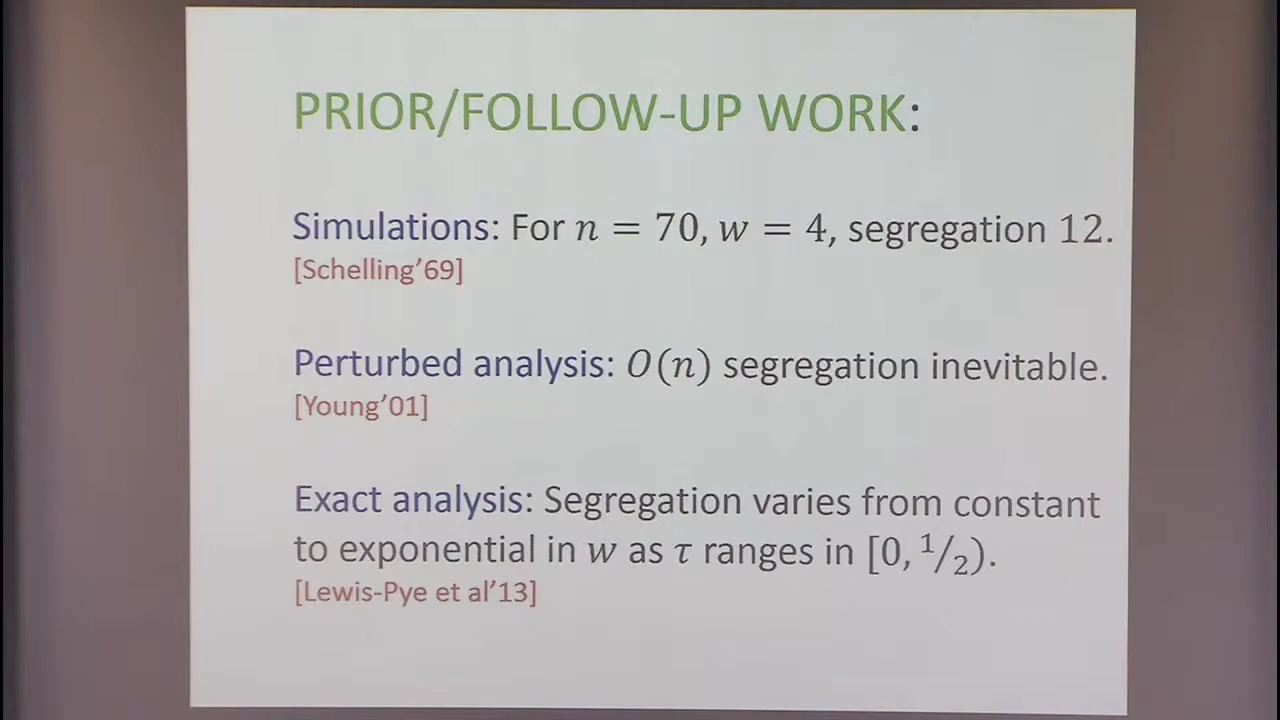 PRIOR/FOLLOW-UP WORK:
Simulations: For n = 70, w = 4, segregation 12.
[Schelling'69]
Perturbed analysis: O(n) segregation inevitable.
[Young'01]
Exact analysis: Segregation varies from constant
to exponential in w as τ ranges in [0, 1/2).
[Lewis-Pye et al'13]